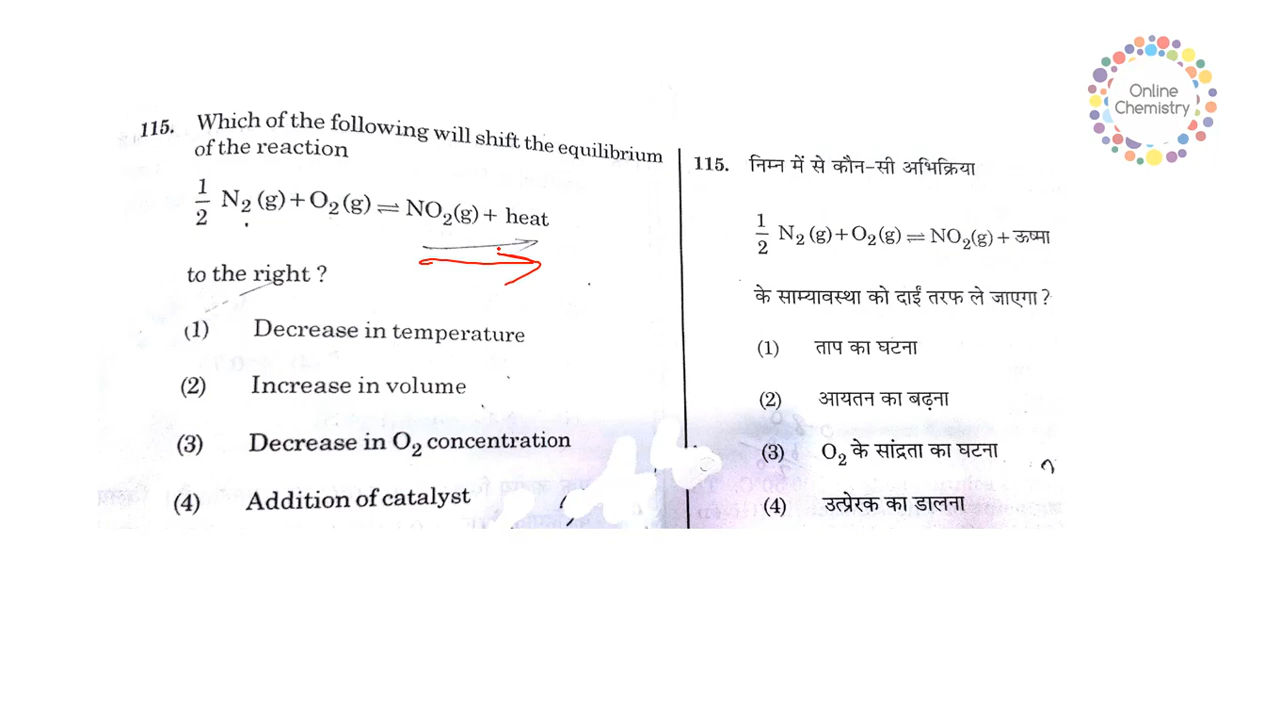 Online
Chemistry
115. Which of the following will shift the equilibrium
of the reaction
1/2 N₂ (g) + O₂ (g) ⇌ NO₂(g) + heat
to the right ?
(1) Decrease in temperature
(2) Increase in volume
(3) Decrease in O₂ concentration
(4) Addition of catalyst
115. निम्न में से कौन-सी अभिक्रिया
1/2 N₂ (g) + O₂ (g) ⇌ NO₂(g) + ऊष्मा
के साम्यावस्था को दाईं तरफ ले जाएगा ?
(1) ताप का घटना
(2) आयतन का बढ़ना
(3) O₂ के सांद्रता का घटना
(4) उत्प्रेरक का डालना